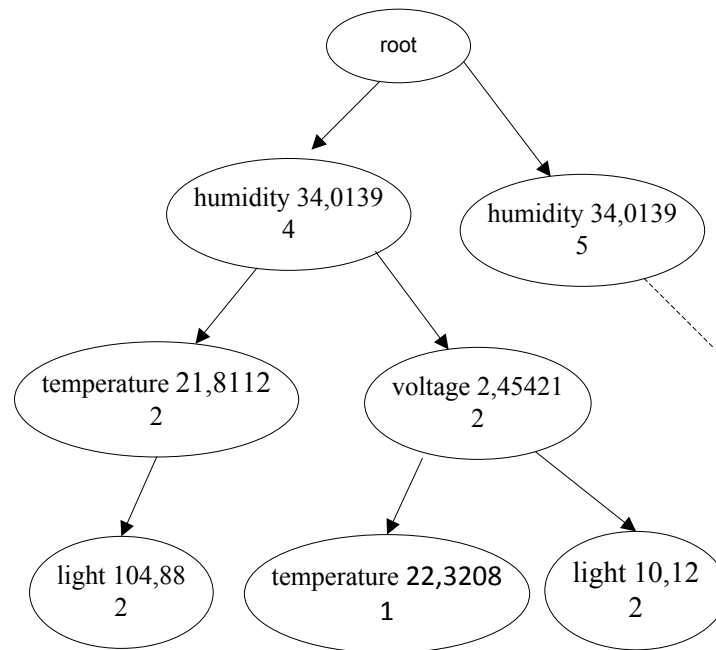 root
humidity 34,0139
4
humidity 34,0139
5
temperature 21,8112
2
voltage 2,45421
2
light 104,88
2
temperature 22,3208
1
light 10,12
2